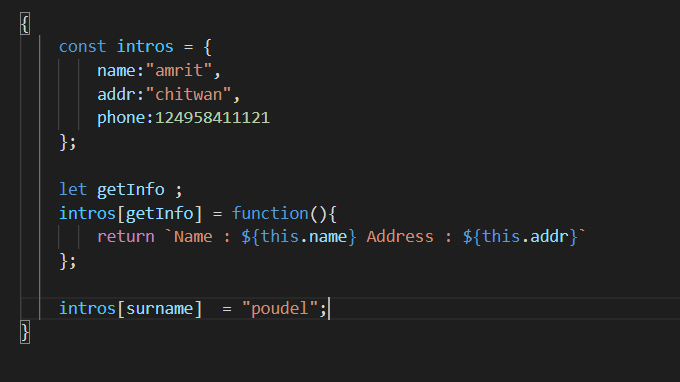 {
    const intros = {
        name:"amrit",
        addr:"chitwan",
        phone:124958411121
    };

    let getInfo ;
    intros[getInfo] = function(){
        return `Name : ${this.name} Address : ${this.addr}`
    };

    intros[surname]  = "poudel";
}